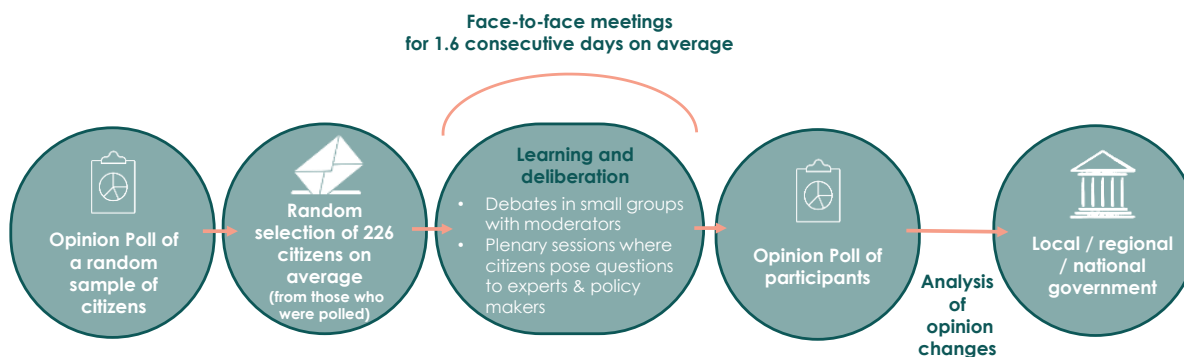 Face-to-face meetings
for 1.6 consecutive days on average
Opinion Poll of
a random
sample of
citizens
Random
selection of 226
citizens on
average
(from those who
were polled)
Learning and
deliberation
• Debates in small groups
with moderators
• Plenary sessions where
citizens pose questions
to experts & policy
makers
Opinion Poll of
participants
Analysis
of
opinion
changes
Local / regional
/ national
government